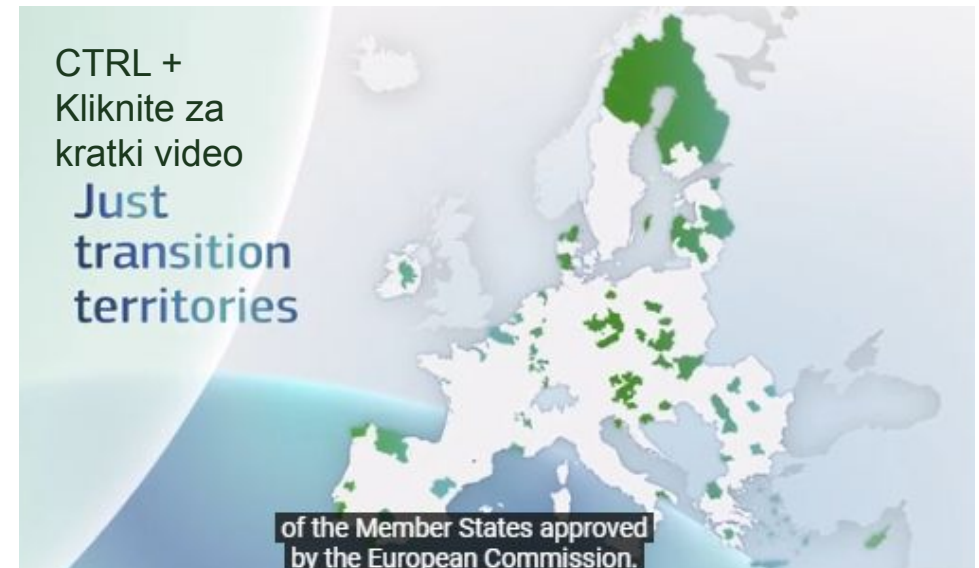 CTRL +
Kliknite za
kratki video
Just
transition
territories
of the Member States approved
by the European Commission.